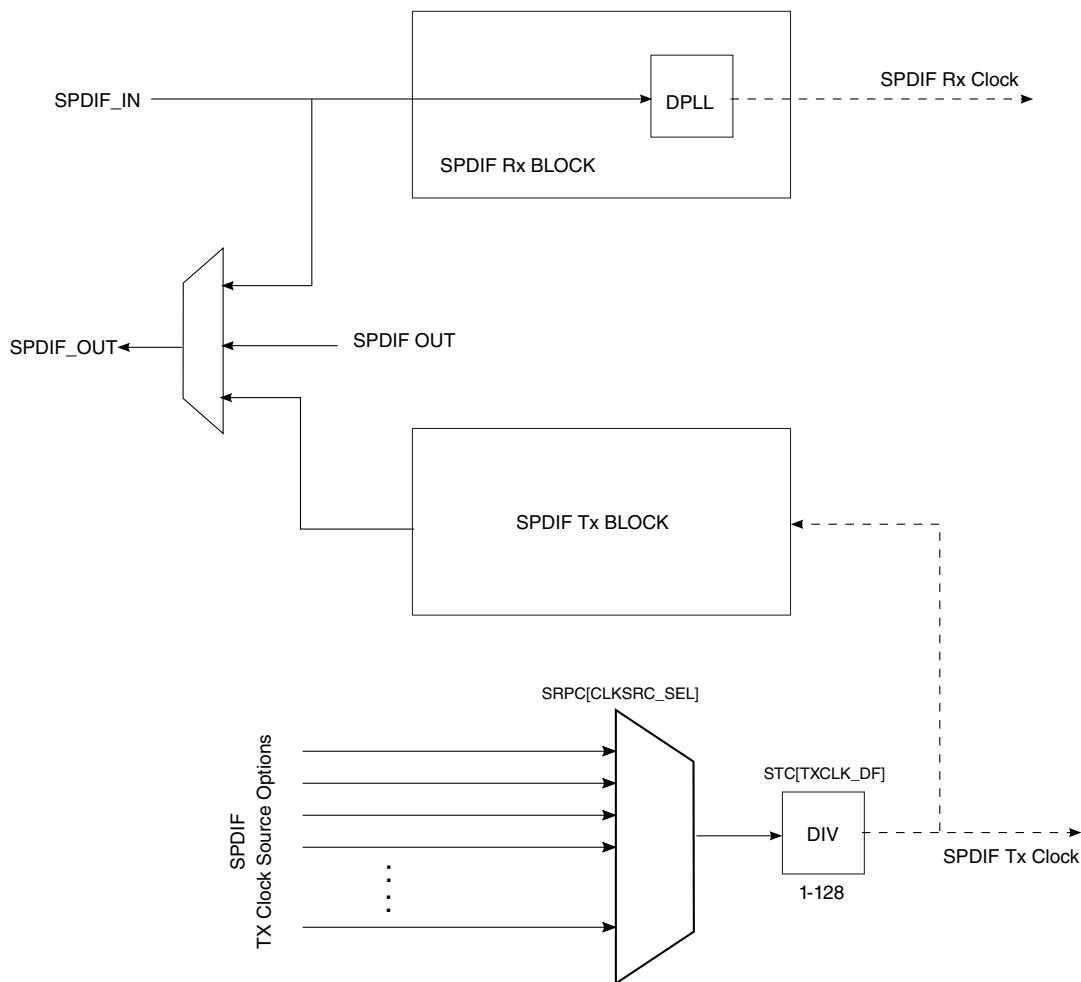 SPDIF_IN
DPLL
SPDIF Rx Clock
SPDIF Rx BLOCK
SPDIF_OUT
SPDIF OUT
SPDIF Tx BLOCK
SRPC[CLKSRC_SEL]
SPDIF
TX Clock Source Options
STC[TXCLK_DF]
DIV
1-128
SPDIF Tx Clock